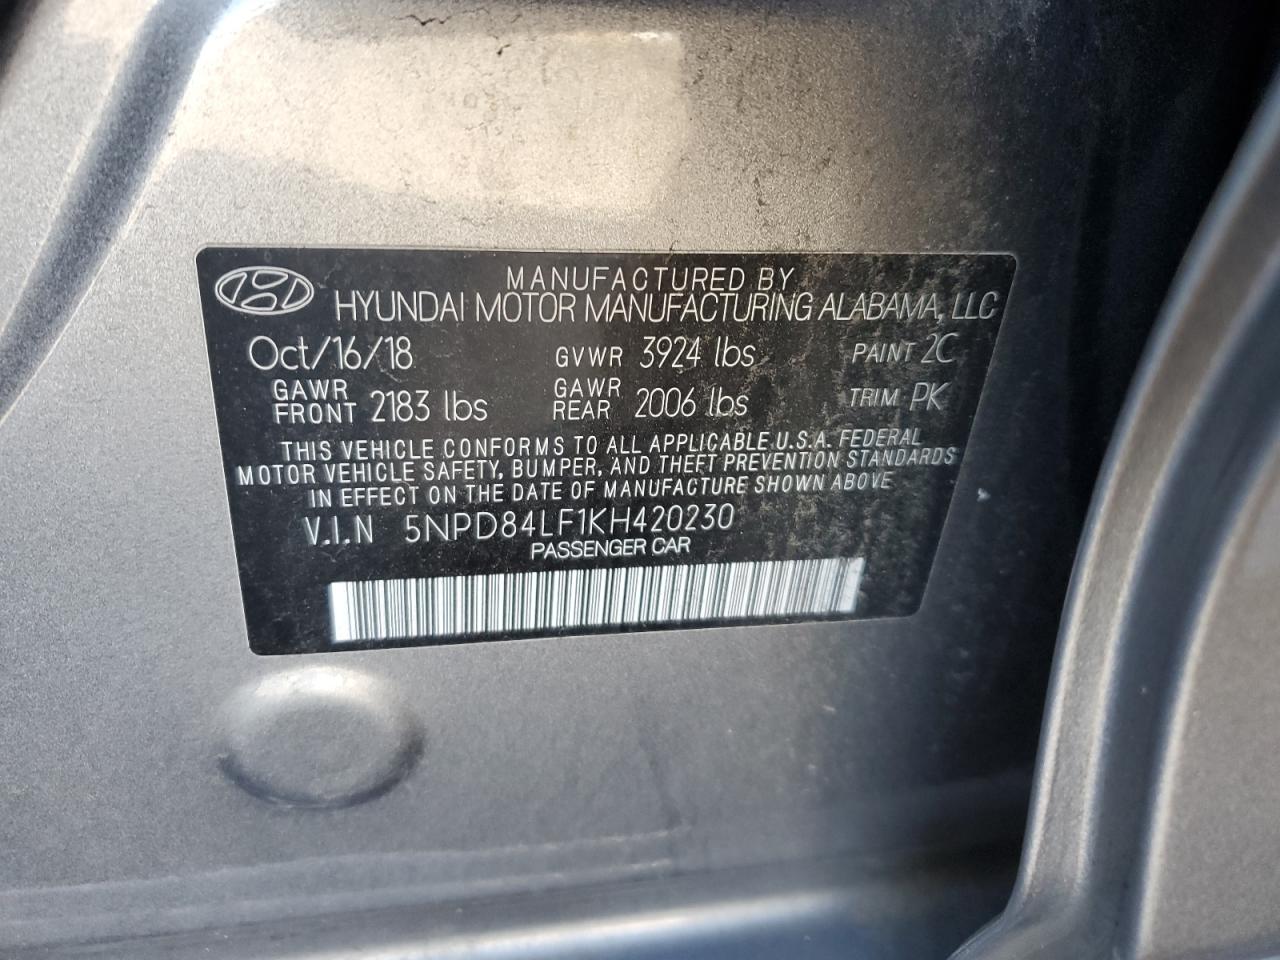 MANUFACTURED BY
HYUNDAI MOTOR MANUFACTURING ALABAMA, LLC
Oct/16/18 GVWR 3924 lbs PAINT 2C
GAWR FRONT 2183 lbs GAWR REAR 2006 lbs TRIM PK
THIS VEHICLE CONFORMS TO ALL APPLICABLE U.S.A. FEDERAL
MOTOR VEHICLE SAFETY, BUMPER, AND THEFT PREVENTION STANDARDS
IN EFFECT ON THE DATE OF MANUFACTURE SHOWN ABOVE
V.I.N 5NPD84LF1KH420230
PASSENGER CAR